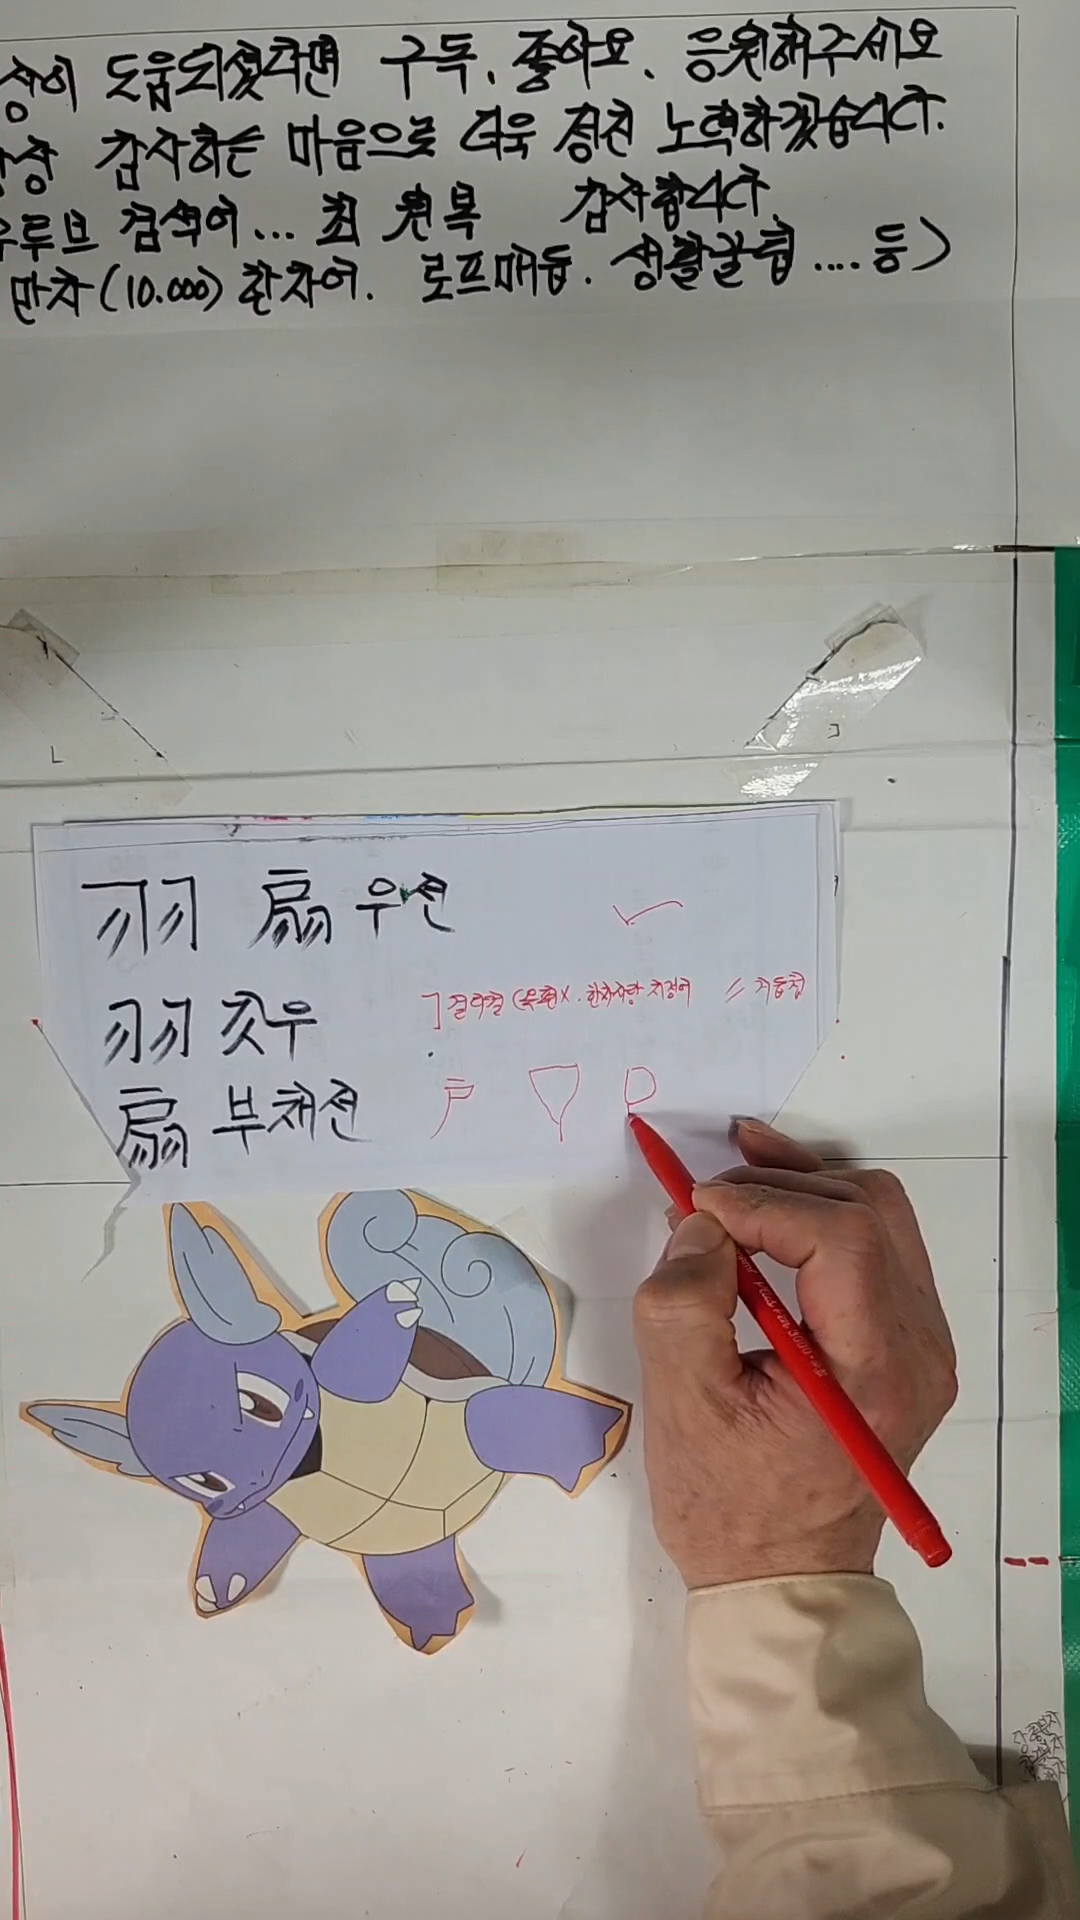 상이 도움되셨다면 구독. 좋아요. 응원해주세요
항상 감사하는 마음으로 더욱 정진 노력하겠습니다.
유루브 검색어... 최 원복 감사합니다
만자(10.000) 한자어. 로프매듭. 생활꿀팁 .... 등)
羽 扇 우선
羽 깃우
扇 부채선